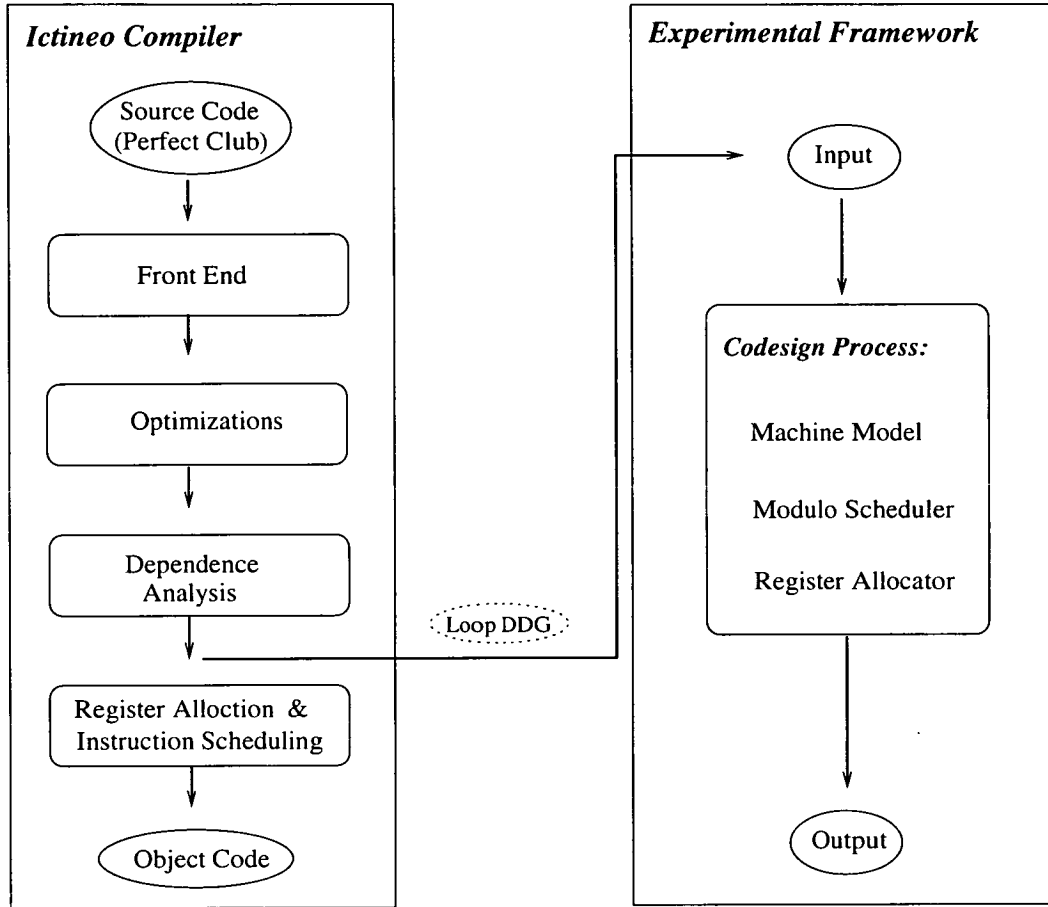 Ictineo Compiler
Source Code
(Perfect Club)
Front End
Optimizations
Dependence
Analysis
Loop DDG
Register Alloction &
Instruction Scheduling
Object Code
Experimental Framework
Input
Codesign Process:
Machine Model
Modulo Scheduler
Register Allocator
Output